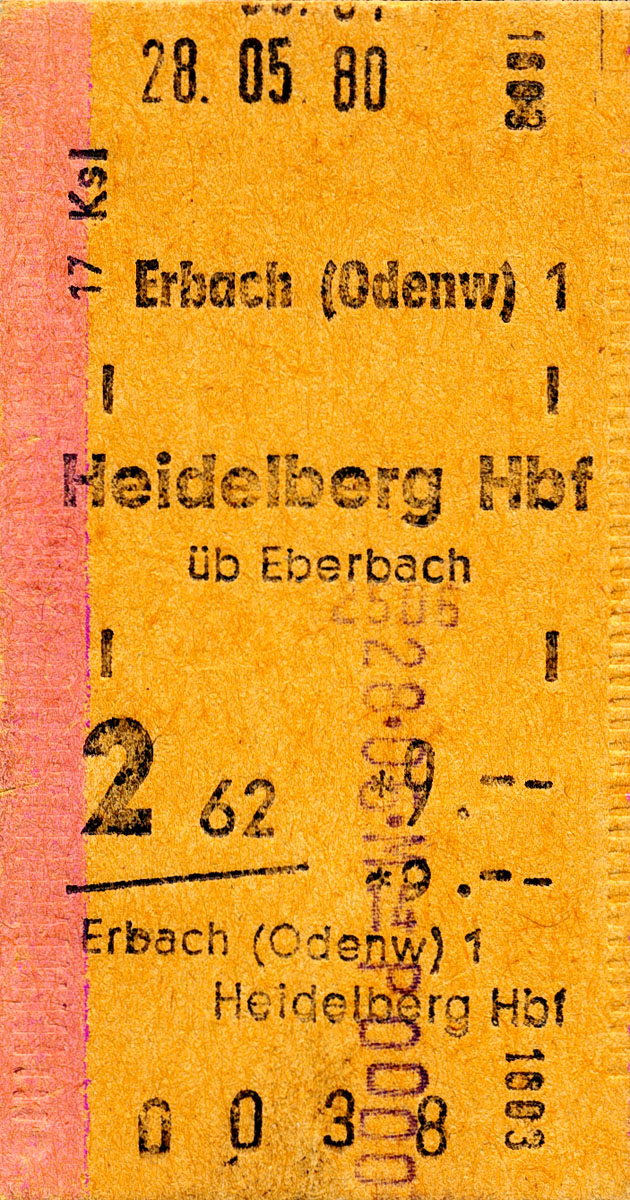 28. 05 80
1603
17 Ksl
Erbach (Odenw) 1
Heidelberg Hbf
üb Eberbach
2506
2 62 *9.--
*9.--
Erbach (Odenw) 1
Heidelberg Hbf
1603
0 0 3 8